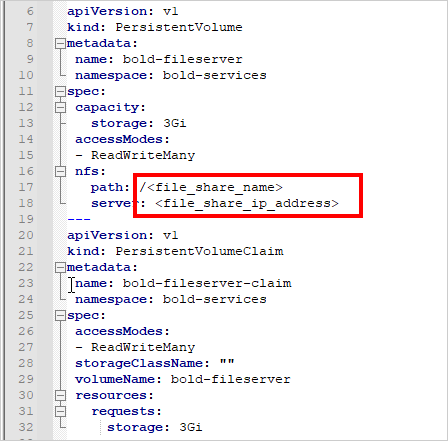 6 apiVersion: v1
7 kind: PersistentVolume
8 metadata:
9 name: bold-fileserver
10 namespace: bold-services
11 spec:
12 capacity:
13 storage: 3Gi
14 accessModes:
15 - ReadWriteMany
16 nfs:
17 path: /<file_share_name>
18 server: <file_share_ip_address>
19 ---
20 apiVersion: v1
21 kind: PersistentVolumeClaim
22 metadata:
23 name: bold-fileserver-claim
24 namespace: bold-services
25 spec:
26 accessModes:
27 - ReadWriteMany
28 storageClassName: ""
29 volumeName: bold-fileserver
30 resources:
31 requests:
32 storage: 3Gi